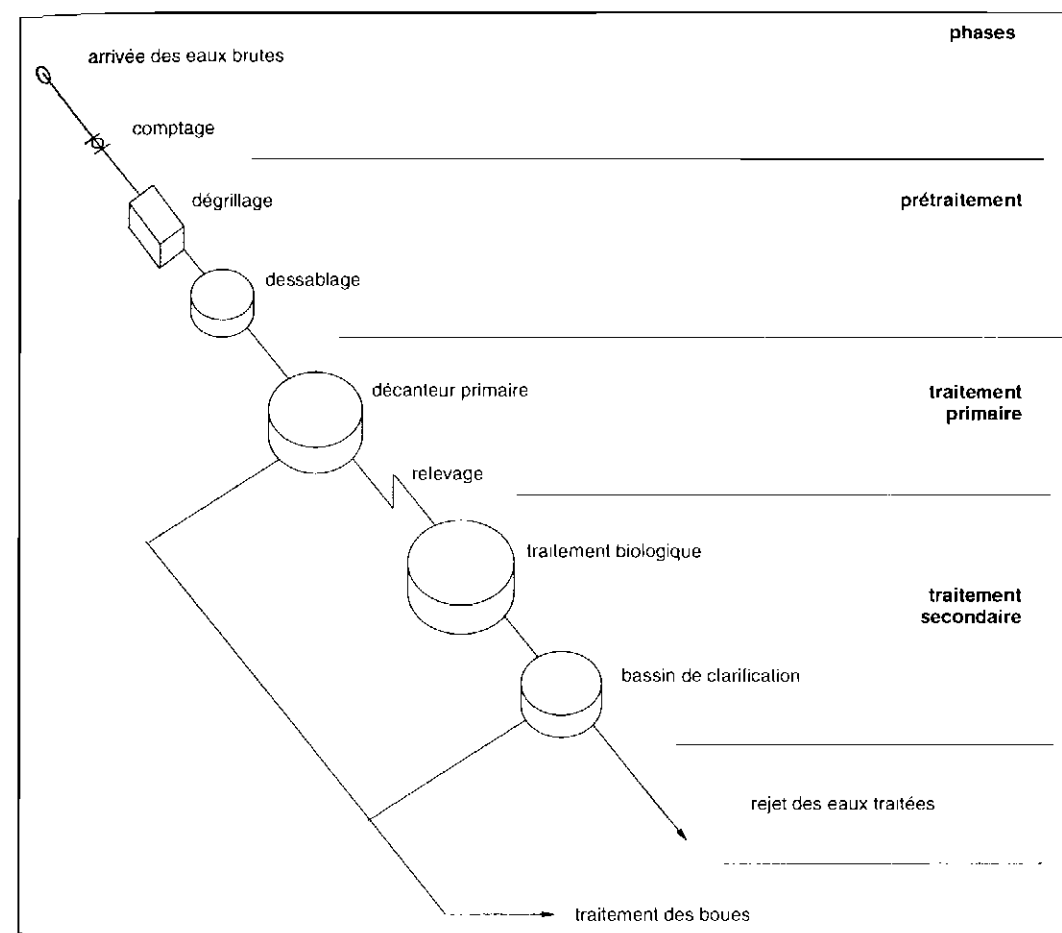 phases
arrivée des eaux brutes
comptage
dégrillage
prétraitement
dessablage
décanteur primaire
traitement
primaire
relevage
traitement biologique
traitement
secondaire
bassin de clarification
rejet des eaux traitées
traitement des boues